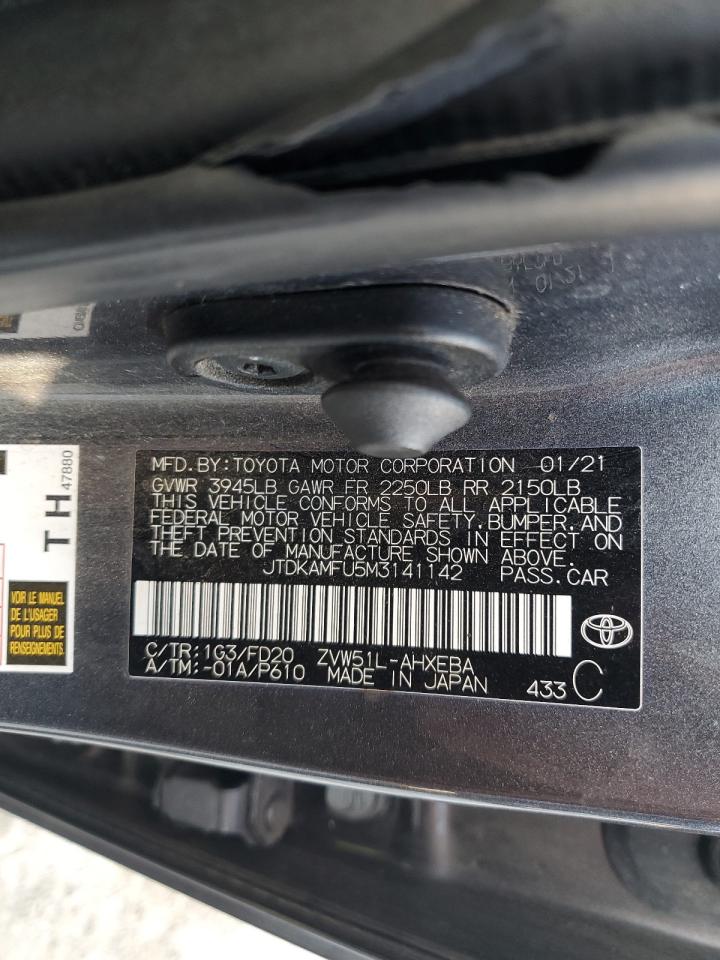 01/21
TH
47880
VOIR LE MANUEL
DE L'USAGER
POUR PLUS DE
RENSEIGNEMENTS
MFD.BY:TOYOTA MOTOR CORPORATION 01/21
GVWR 3945LB GAWR FR 2250LB RR 2150LB
THIS VEHICLE CONFORMS TO ALL APPLICABLE
FEDERAL MOTOR VEHICLE SAFETY,BUMPER,AND
THEFT PREVENTION STANDARDS IN EFFECT ON
THE DATE OF MANUFACTURE SHOWN ABOVE.
JTDKAMFU5M3141142 PASS.CAR
C/TR:1G3/FD20 ZVW51L-AHXEBA
A/TM:-01A/P610 MADE IN JAPAN 433 C